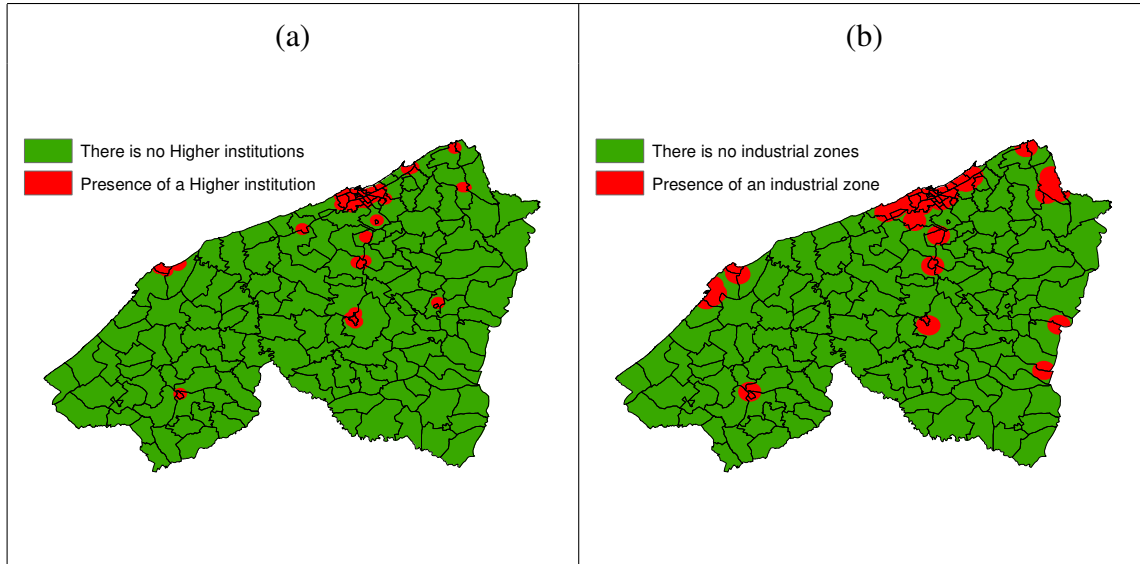 (a)
There is no Higher institutions
Presence of a Higher institution
(b)
There is no industrial zones
Presence of an industrial zone